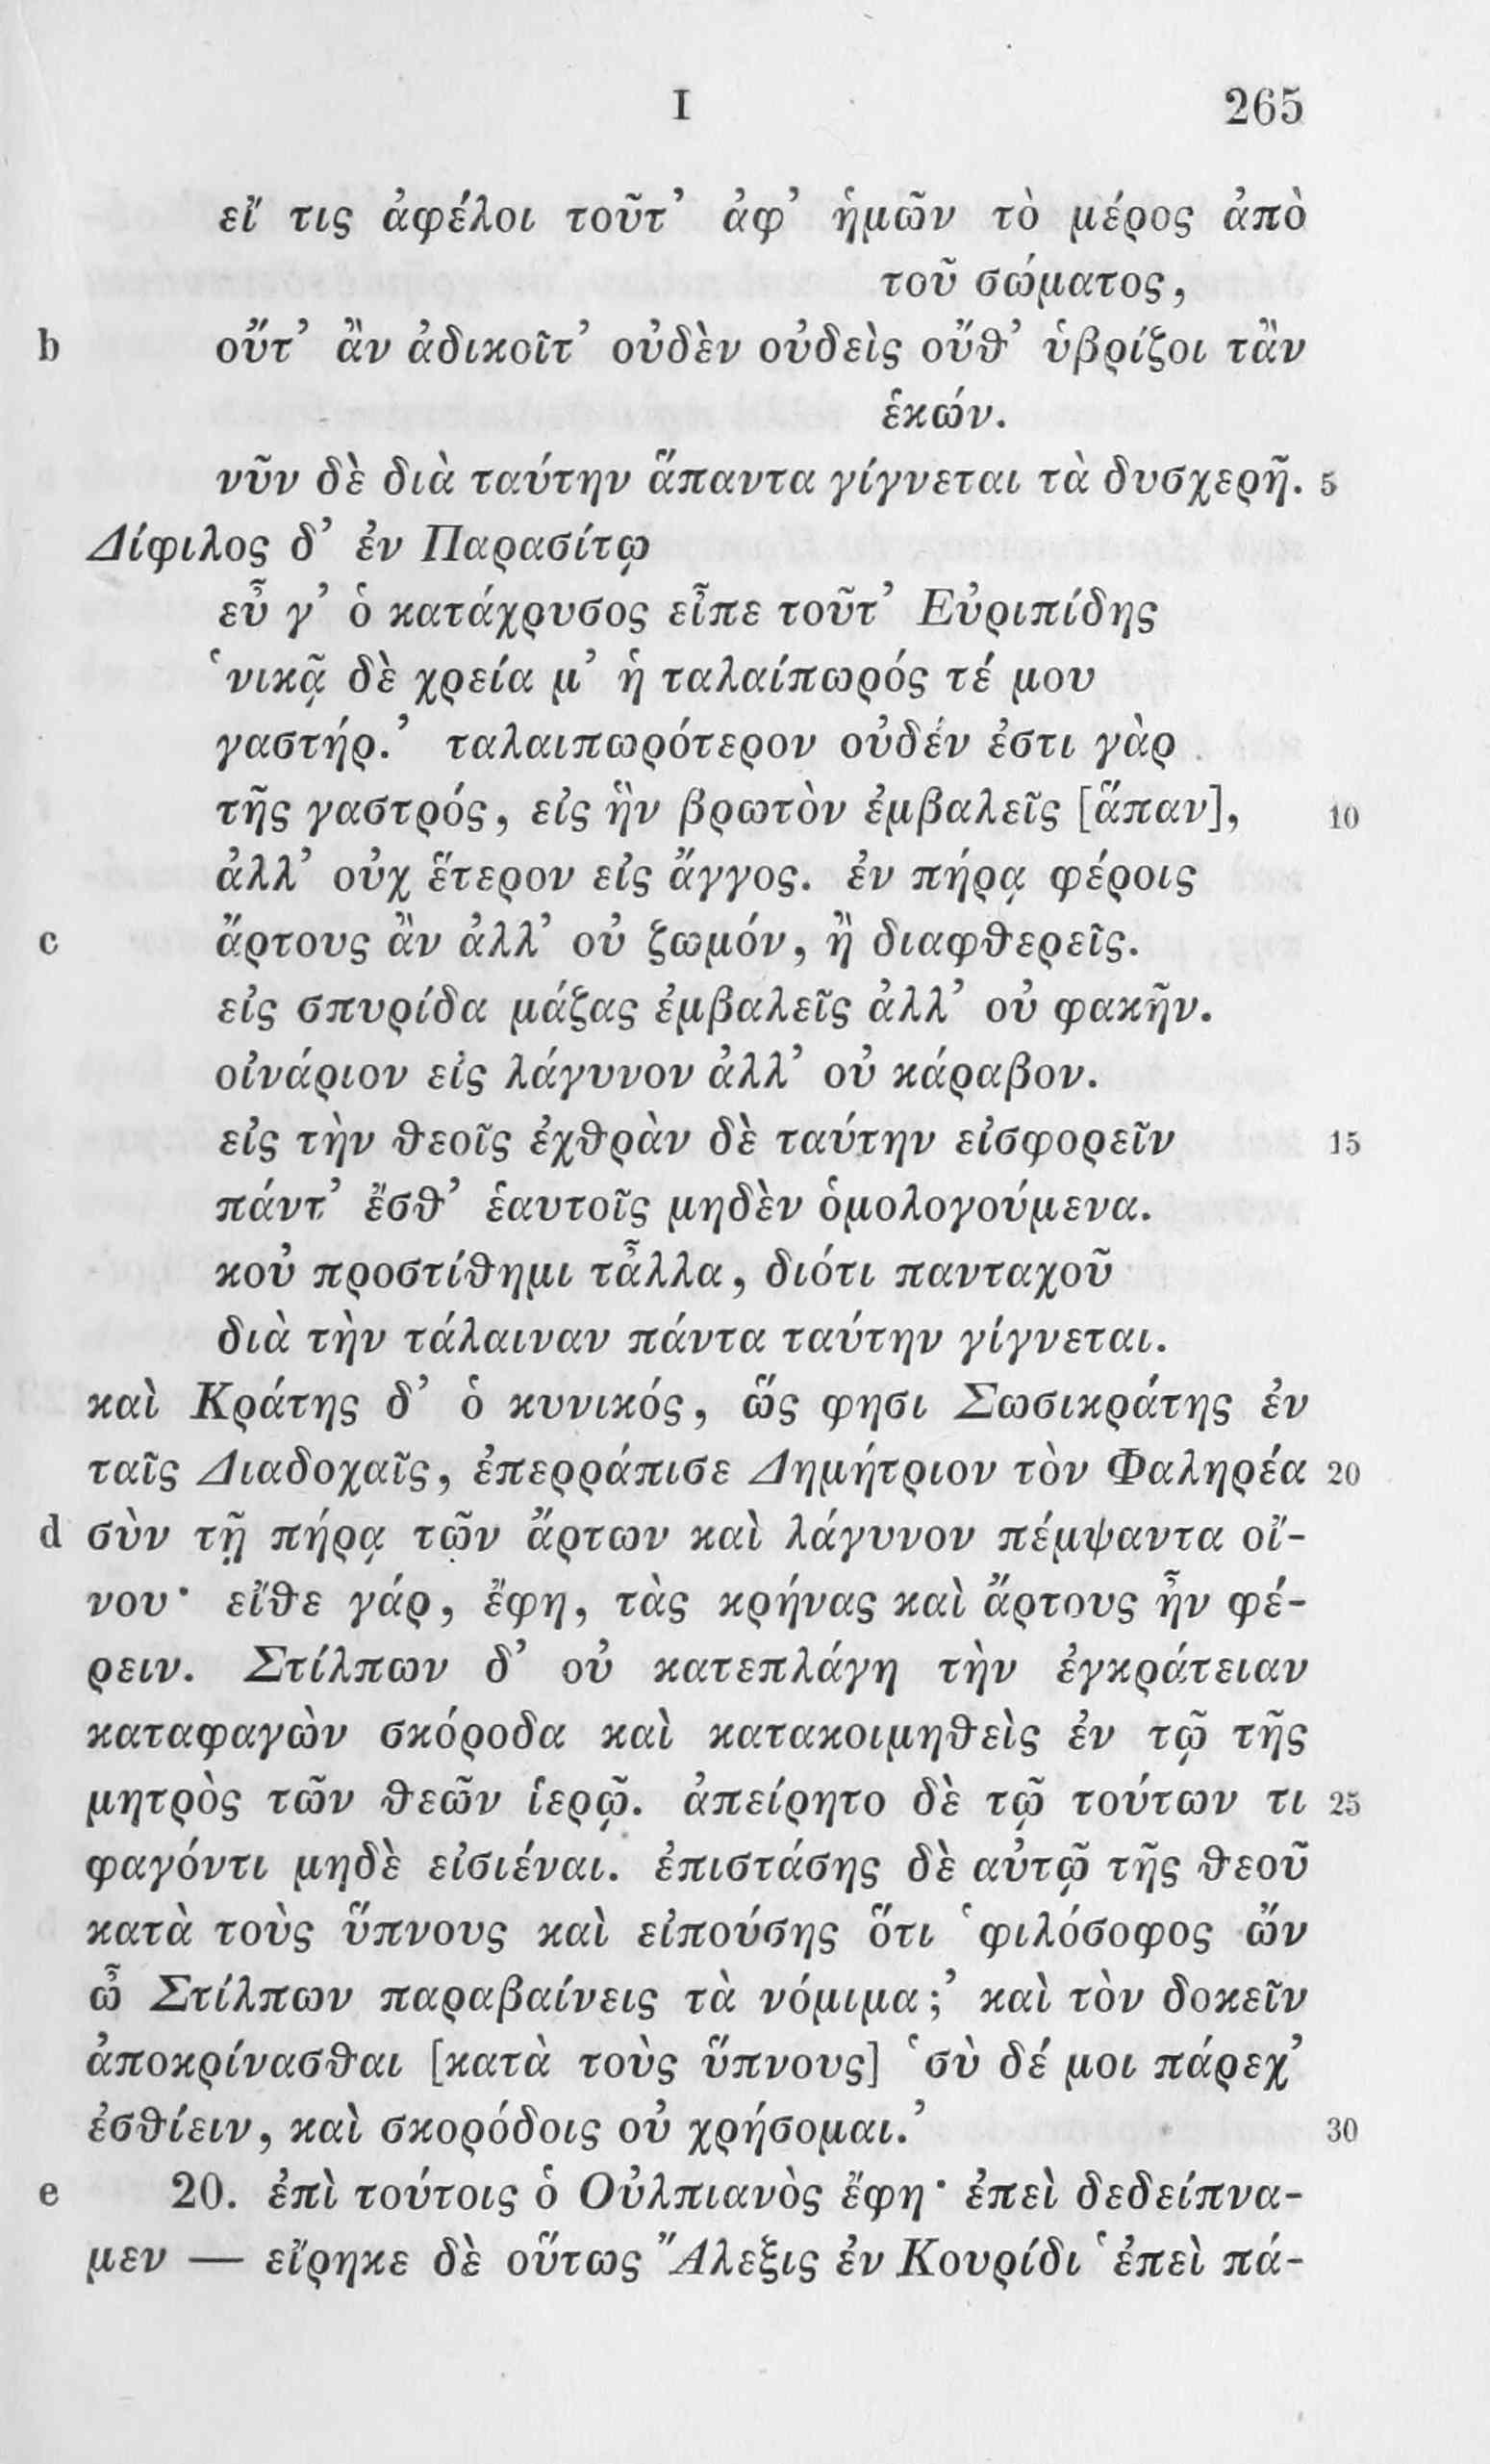 I 265
εἴ τις ἀφέλοι τοῦτ’ ἀφ’ ἡμῶν τὸ μέρος ἀπὸ
τοῦ σώματος,
b οὔτ’ ἂν ἀδικοῖτ’ οὐδὲν οὐδεὶς οὔθ’ ὑβρίζοι τἂν
ἑκών.
νῦν δὲ διὰ ταύτην ἅπαντα γίγνεται τὰ δυσχερῆ. 5
Δίφιλος δ’ ἐν Παρασίτῳ
εὖ γ’ ὁ κατάχρυσος εἶπε τοῦτ’ Εὐριπίδης
‘νικᾷ δὲ χρεία μ’ ἡ ταλαίπωρός τέ μου
γαστήρ.’ ταλαιπωρότερον οὐδέν ἐστι γὰρ
τῆς γαστρός, εἰς ἣν βρωτὸν ἐμβαλεῖς [ἅπαν], 10
ἀλλ’ οὐχ ἕτερον εἰς ἄγγος. ἐν πήρᾳ φέροις
c ἄρτους ἂν ἀλλ’ οὐ ζωμόν, ἢ διαφθερεῖς.
εἰς σπυρίδα μάζας ἐμβαλεῖς ἀλλ’ οὐ φακῆν.
οἰνάριον εἰς λάγυνον ἀλλ’ οὐ κάραβον.
εἰς τὴν θεοῖς ἐχθρὰν δὲ ταύτην εἰσφορεῖν 15
πάντ’ ἔσθ’ ἑαυτοῖς μηδὲν ὁμολογούμενα.
κοὐ προστίθημι τἆλλα, διότι πανταχοῦ
διὰ τὴν τάλαιναν πάντα ταύτην γίγνεται.
καὶ Κράτης δ’ ὁ κυνικός, ὥς φησι Σωσικράτης ἐν
ταῖς Διαδοχαῖς, ἐπερράπισε Δημήτριον τὸν Φαληρέα 20
d σὺν τῇ πήρᾳ τῶν ἄρτων καὶ λάγυνον πέμψαντα οἴ-
νου· εἴθε γάρ, ἔφη, τὰς κρήνας καὶ ἄρτους ἦν φέ-
ρειν. Στίλπων δ’ οὐ κατεπλάγη τὴν ἐγκράτειαν
καταφαγὼν σκόροδα καὶ κατακοιμηθεὶς ἐν τῷ τῆς
μητρὸς τῶν θεῶν ἱερῷ. ἀπείρητο δὲ τῷ τούτων τι 25
φαγόντι μηδὲ εἰσιέναι. ἐπιστάσης δὲ αὐτῷ τῆς θεοῦ
κατὰ τοὺς ὕπνους καὶ εἰπούσης ὅτι ‘φιλόσοφος ὢν
ὦ Στίλπων παραβαίνεις τὰ νόμιμα;’ καὶ τὸν δοκεῖν
ἀποκρίνασθαι [κατὰ τοὺς ὕπνους] ‘σὺ δέ μοι πάρεχ’
ἐσθίειν, καὶ σκορόδοις οὐ χρήσομαι.’ 30
e 20. ἐπὶ τούτοις ὁ Οὐλπιανὸς ἔφη· ἐπεὶ δεδείπνα-
μεν — εἴρηκε δὲ οὕτως Ἄλεξις ἐν Κουρίδι ‘ἐπεὶ πά-